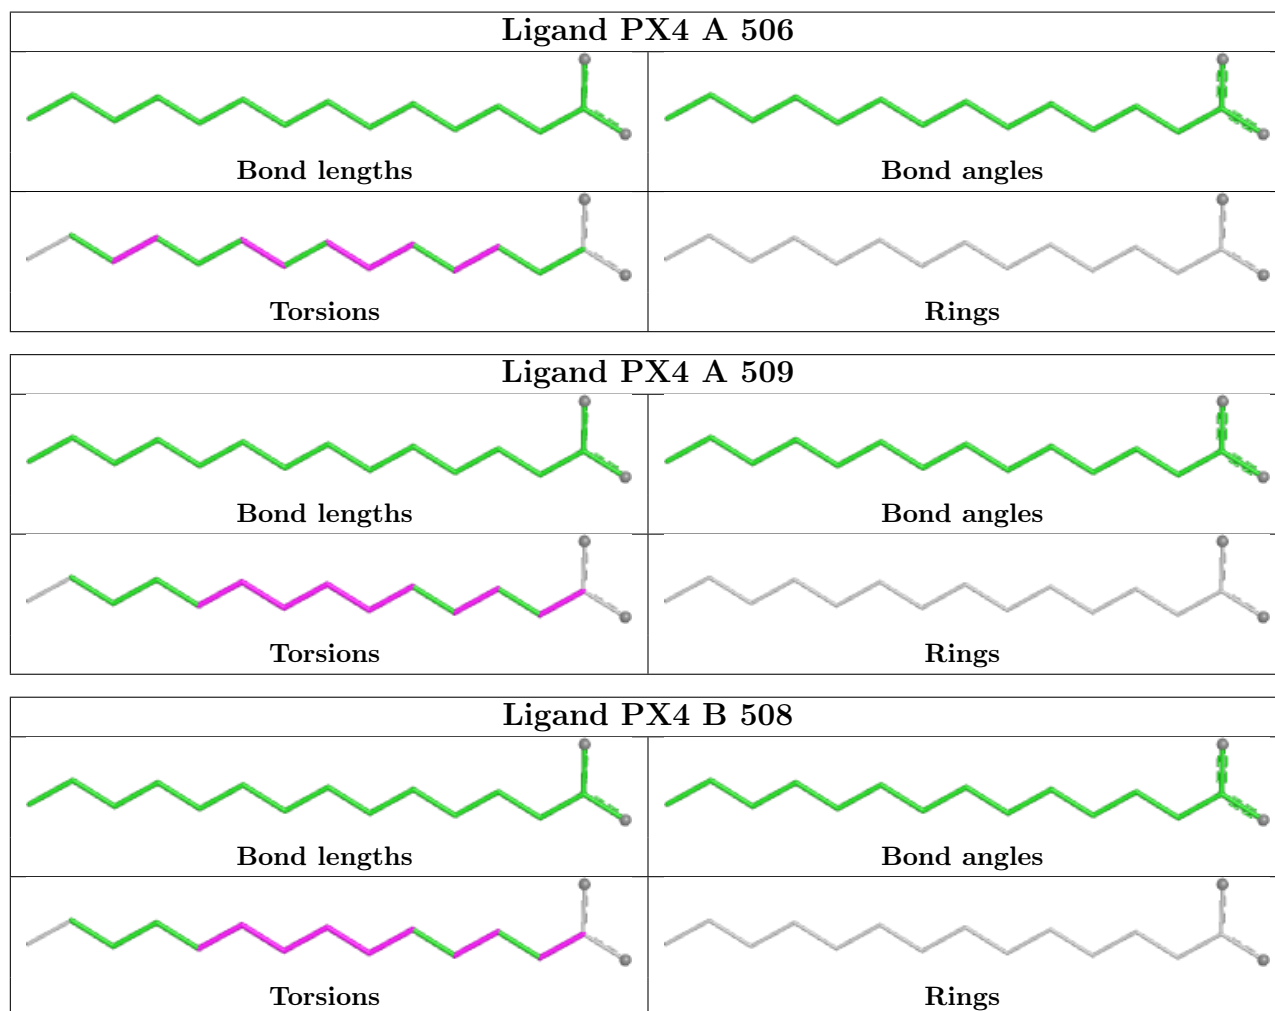 Ligand PX4 A 506
Bond lengths
Bond angles
Torsions
Rings
Ligand PX4 A 509
Bond lengths
Bond angles
Torsions
Rings
Ligand PX4 B 508
Bond lengths
Bond angles
Torsions
Rings